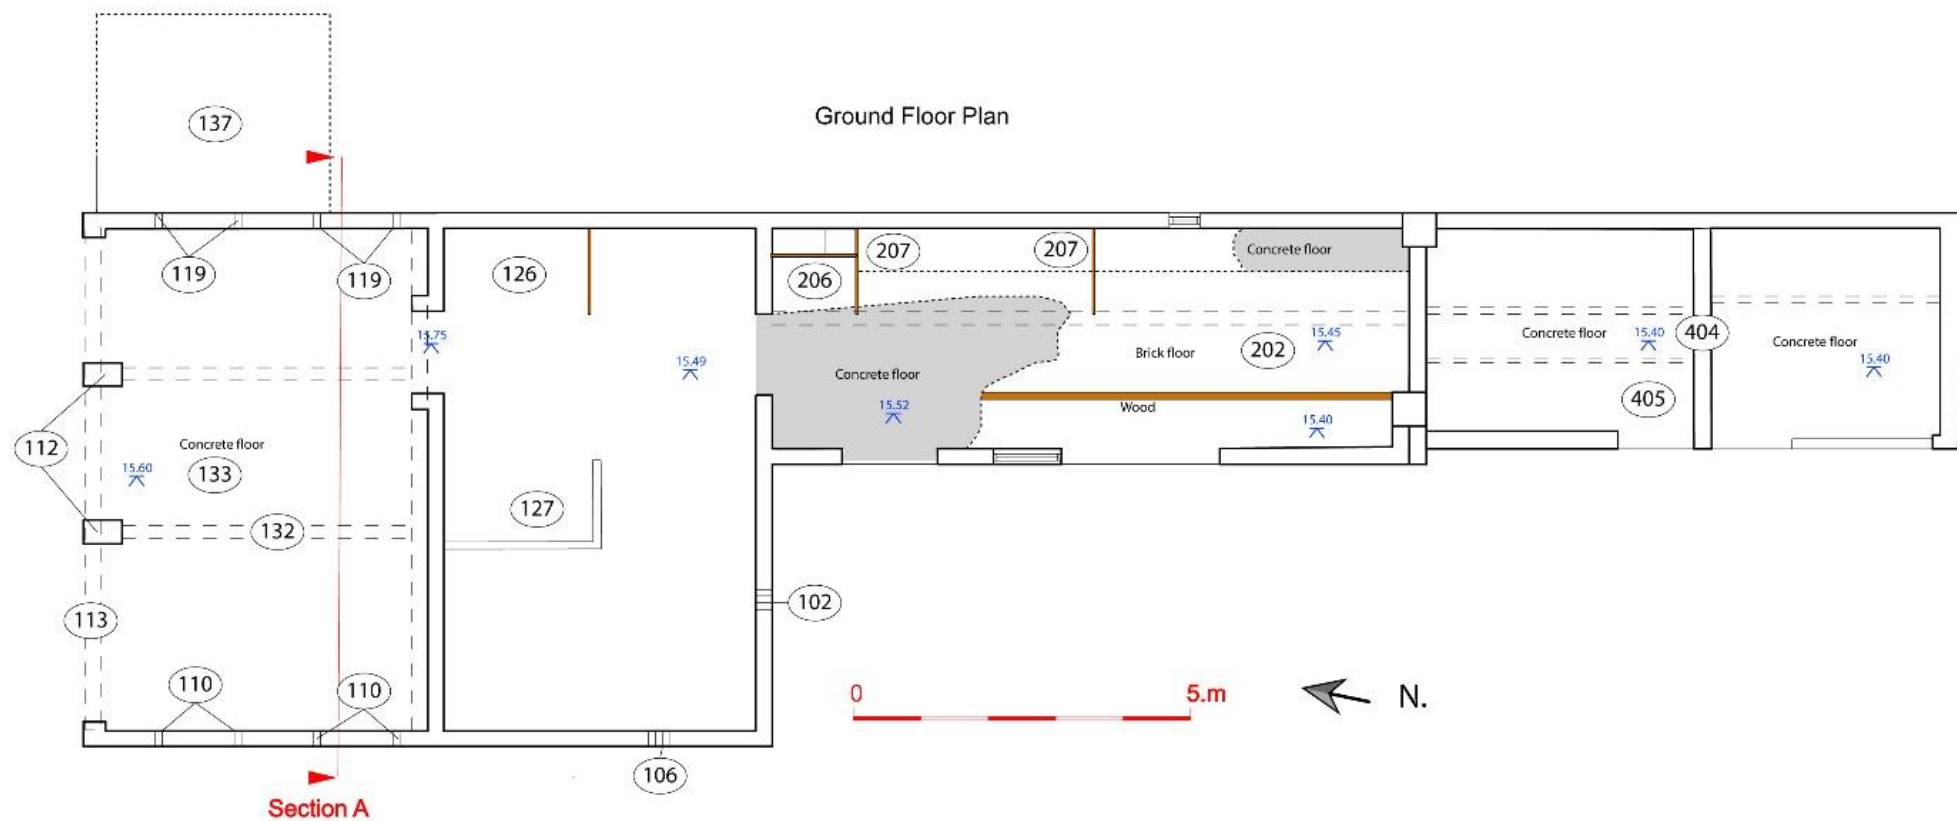 137
Ground Floor Plan
119
119
126
207
207
Concrete floor
206
15.75
15.49
15.45
202
Brick floor
Concrete floor
15.40
404
Concrete floor
15.40
Concrete floor
15.52
Wood
15.40
405
112
Concrete floor
15.60
133
127
132
102
113
110
110
0
5.m
N.
106
Section A